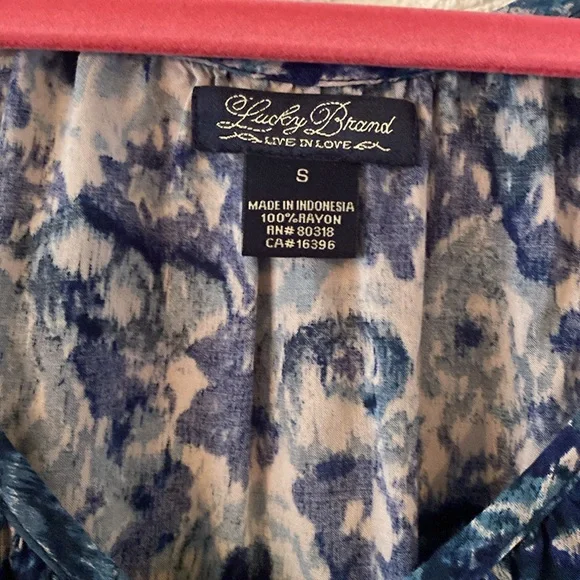 Lucky Brand
LIVE IN LOVE
S
MADE IN INDONESIA
100%RAYON
RN# 80318
CA# 16396